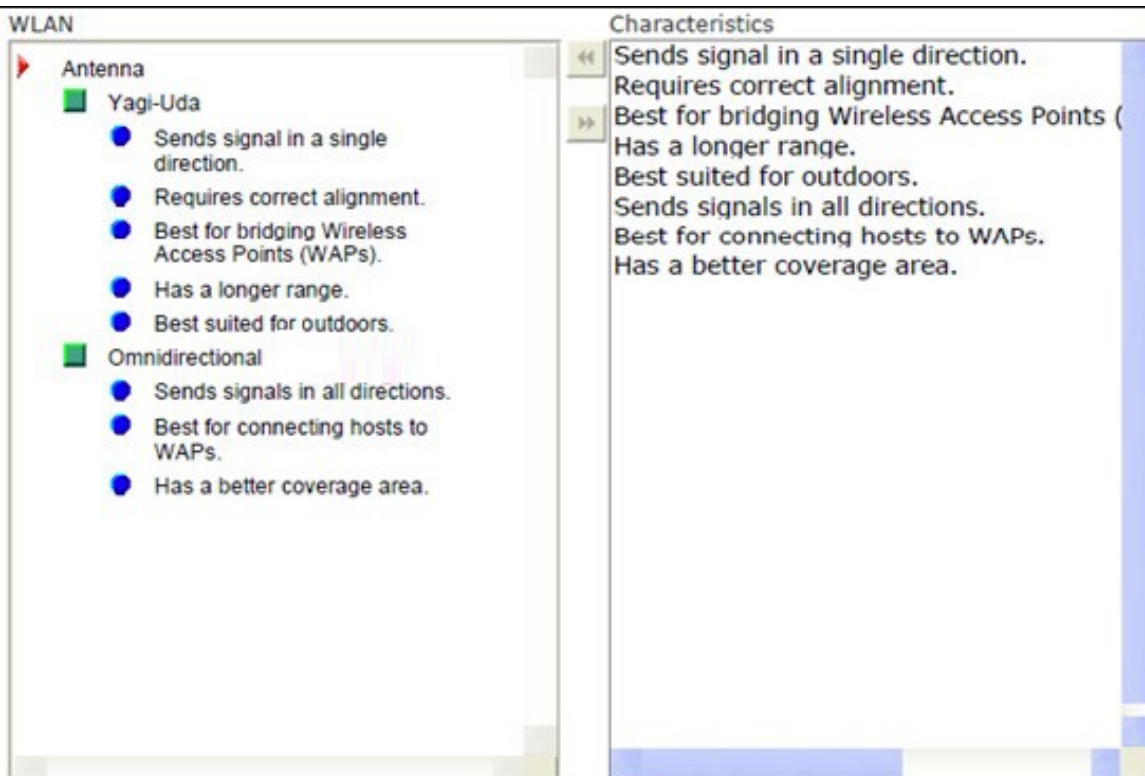 WLAN
Antenna
Yagi-Uda
Sends signal in a single
direction.
Requires correct alignment.
Best for bridging Wireless
Access Points (WAPs).
Has a longer range.
Best suited for outdoors.
Omnidirectional
Sends signals in all directions.
Best for connecting hosts to
WAPs.
Has a better coverage area.
Characteristics
Sends signal in a single direction.
Requires correct alignment.
Best for bridging Wireless Access Points (
Has a longer range.
Best suited for outdoors.
Sends signals in all directions.
Best for connecting hosts to WAPs.
Has a better coverage area.